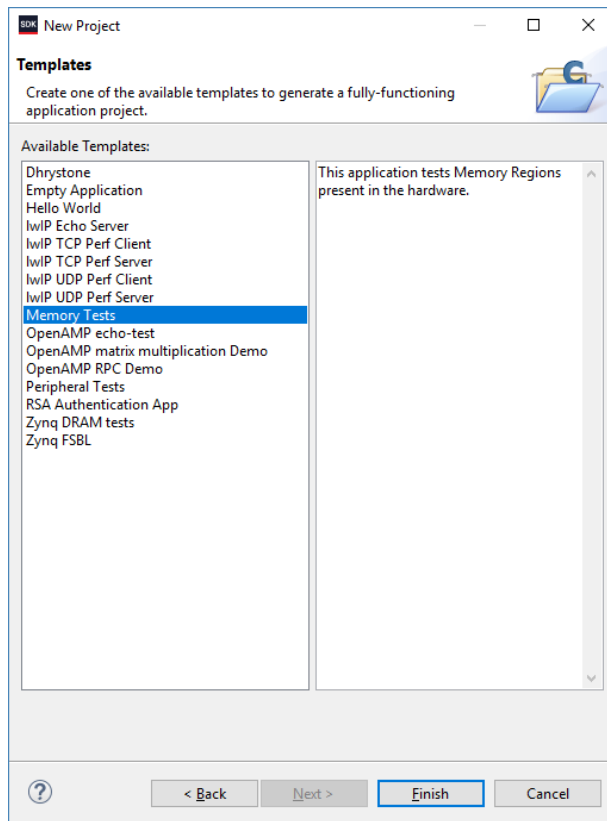 SDK New Project
Templates
Create one of the available templates to generate a fully-functioning
application project.
C
Available Templates:
Dhrystone
Empty Application
Hello World
lwIP Echo Server
lwIP TCP Perf Client
lwIP TCP Perf Server
lwIP UDP Perf Client
lwIP UDP Perf Server
Memory Tests
OpenAMP echo-test
OpenAMP matrix multiplication Demo
OpenAMP RPC Demo
Peripheral Tests
RSA Authentication App
Zynq DRAM tests
Zynq FSBL
This application tests Memory Regions
present in the hardware.
?
< Back
Next >
Finish
Cancel